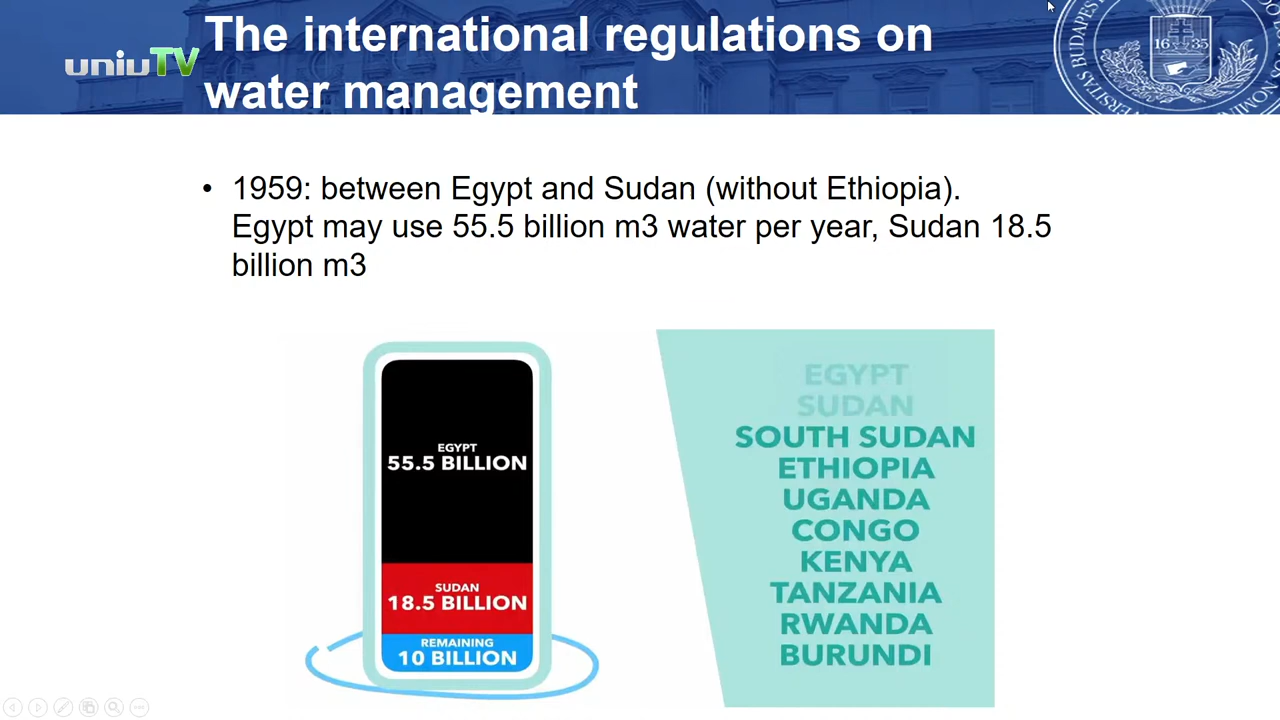 The international regulations on
water management
uniuTV
16 35
• 1959: between Egypt and Sudan (without Ethiopia).
Egypt may use 55.5 billion m3 water per year, Sudan 18.5
billion m3
EGYPT
55.5 BILLION
SUDAN
18.5 BILLION
REMAINING
10 BILLION
EGYPT
SUDAN
SOUTH SUDAN
ETHIOPIA
UGANDA
CONGO
KENYA
TANZANIA
RWANDA
BURUNDI